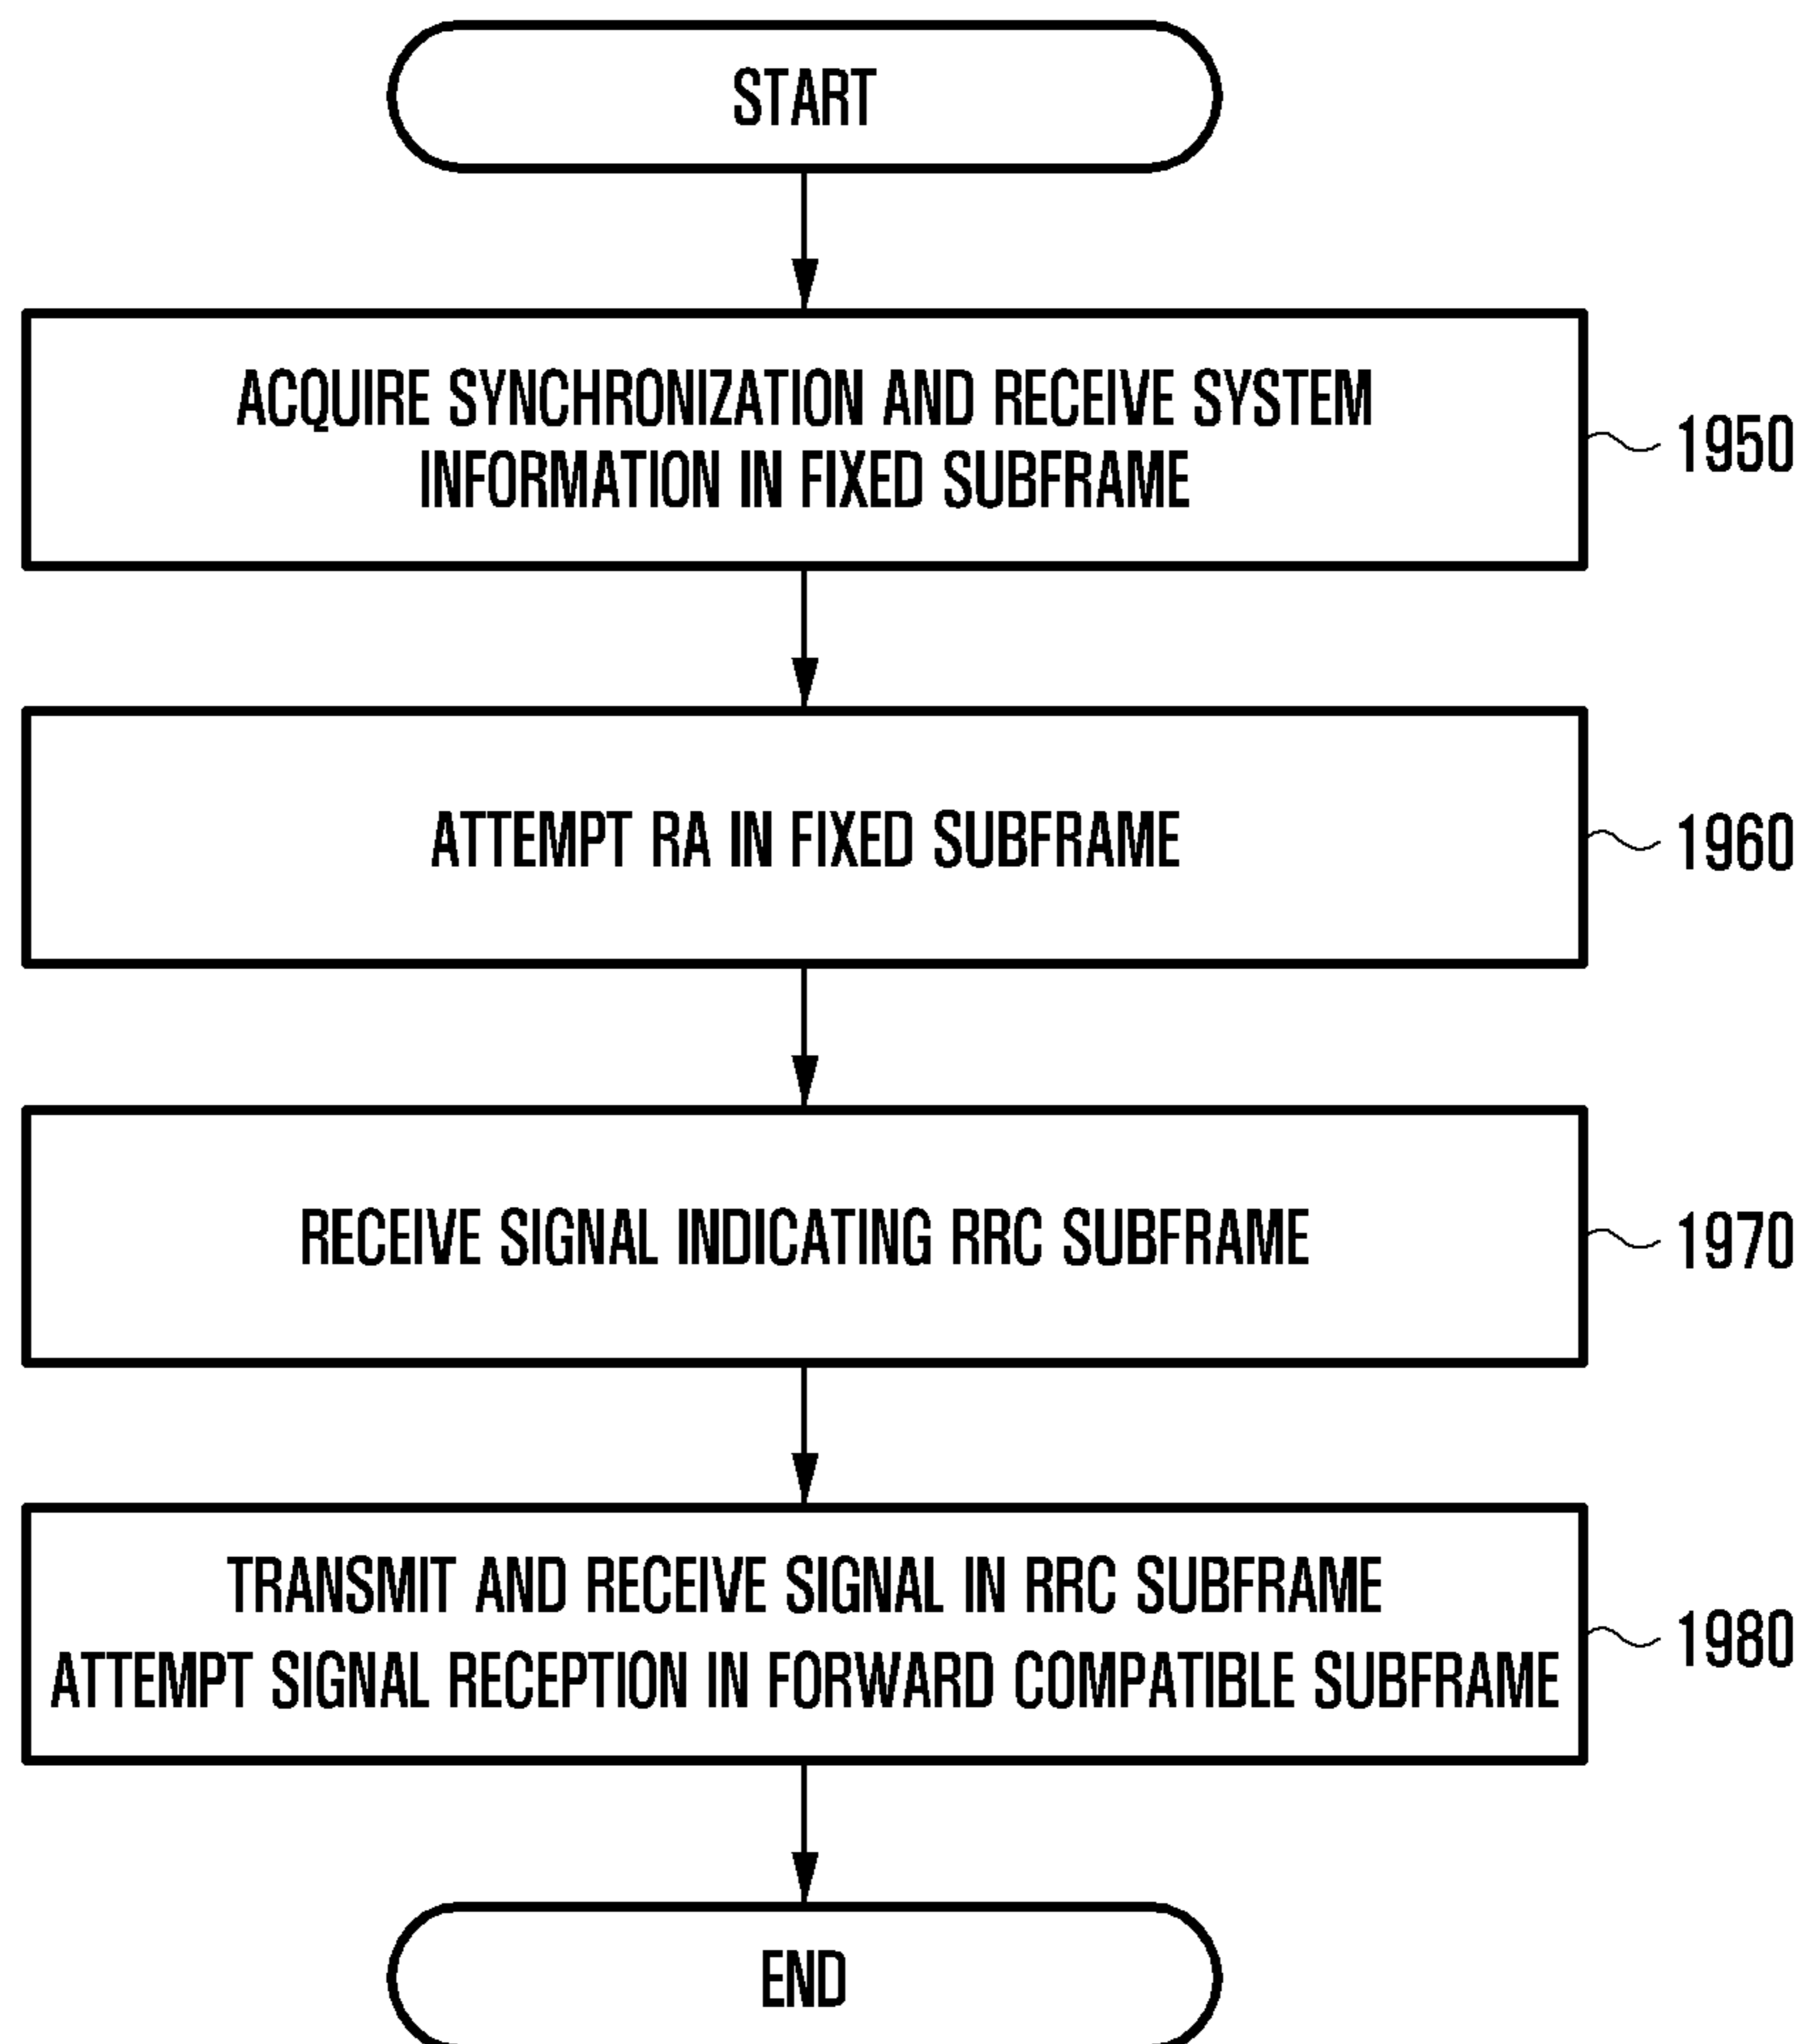 START
ACQUIRE SYNCHRONIZATION AND RECEIVE SYSTEM
INFORMATION IN FIXED SUBFRAME
1950
ATTEMPT RA IN FIXED SUBFRAME
1960
RECEIVE SIGNAL INDICATING RRC SUBFRAME
1970
TRANSMIT AND RECEIVE SIGNAL IN RRC SUBFRAME
ATTEMPT SIGNAL RECEPTION IN FORWARD COMPATIBLE SUBFRAME
1980
END